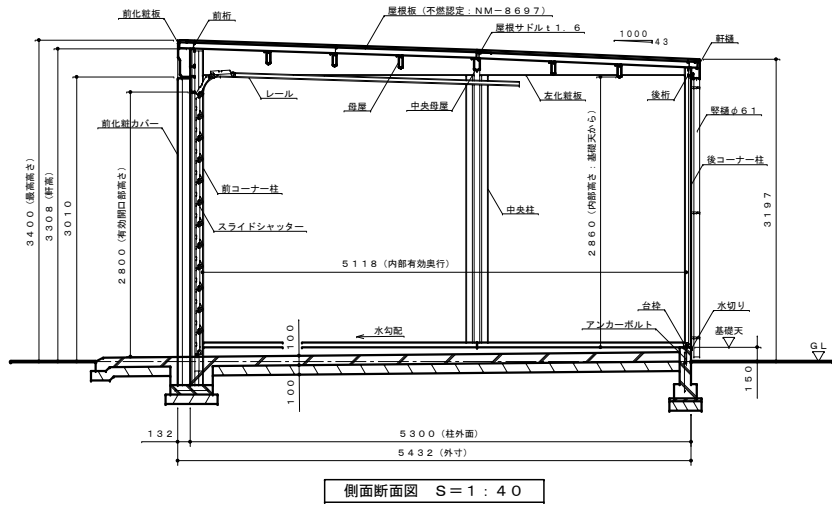 前化粧板
前桁
屋根板（不燃認定：NM－8697）
屋根サドルt1．6
1000
43
軒樋
レール
母屋
中央母屋
左化粧板
後桁
竪樋φ61
前化粧カバー
後コーナー柱
前コーナー柱
中央柱
スライドシャッター
3400（最高高さ）
3308（軒高）
3010
2800（有効開口部高さ）
2860（内部高さ：基礎天から）
3197
5118（内部有効奥行）
台枠
水切り
水勾配
アンカーボルト
基礎天
GL
100
100
150
132
5300（柱外面）
5432（外寸）
側面断面図 S＝1：40